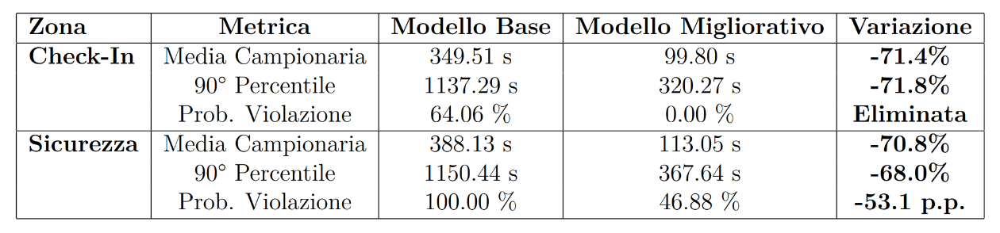 Zona Metrica Modello Base Modello Migliorativo Variazione
Check-In Media Campionaria 349.51 s 99.80 s -71.4%
90° Percentile 1137.29 s 320.27 s -71.8%
Prob. Violazione 64.06 % 0.00 % Eliminata
Sicurezza Media Campionaria 388.13 s 113.05 s -70.8%
90° Percentile 1150.44 s 367.64 s -68.0%
Prob. Violazione 100.00 % 46.88 % -53.1 p.p.